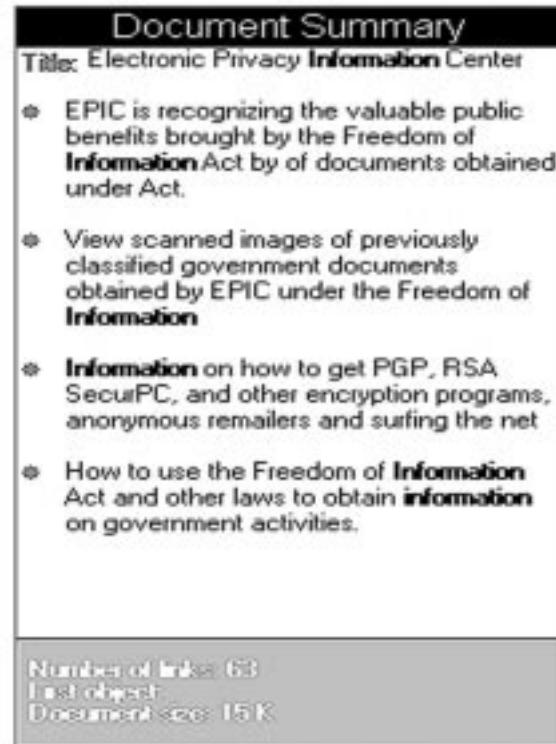 Document Summary
Title: Electronic Privacy Information Center
EPIC is recognizing the valuable public
benefits brought by the Freedom of
Information Act by of documents obtained
under Act.
View scanned images of previously
classified government documents
obtained by EPIC under the Freedom of
Information
Information on how to get PGP, RSA
SecurPC, and other encryption programs,
anonymous remailers and surfing the net
How to use the Freedom of Information
Act and other laws to obtain information
on government activities.
Number of links: 63
object:
Document size: 15 K